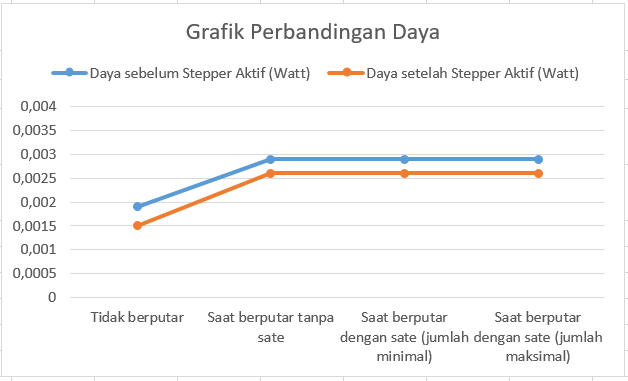 Grafik Perbandingan Daya
Daya sebelum Stepper Aktif (Watt)
Daya setelah Stepper Aktif (Watt)
0,004
0,0035
0,003
0,0025
0,002
0,0015
0,001
0,0005
0
Tidak berputar
Saat berputar tanpa
sate
Saat berputar
dengan sate (jumlah
minimal)
Saat berputar
dengan sate (jumlah
maksimal)